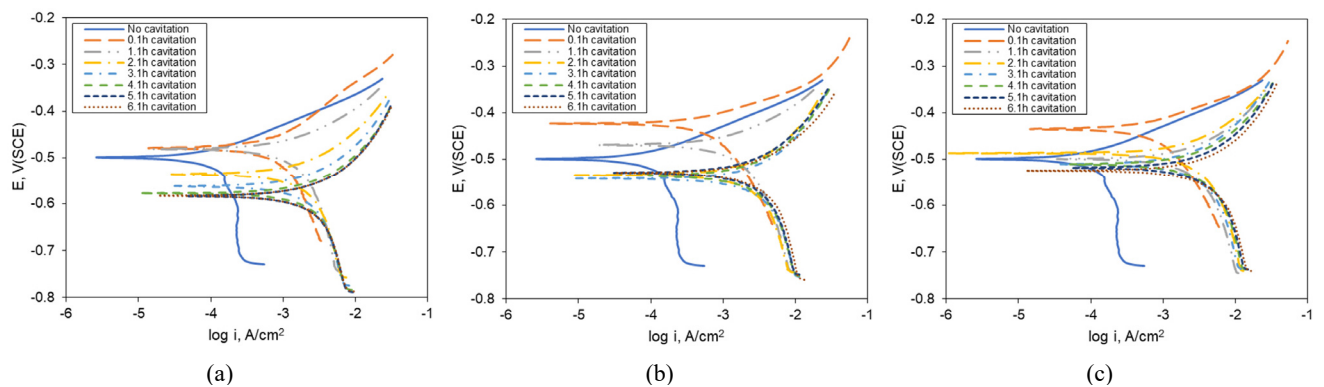 -0.2
-0.3
-0.4
-0.5
-0.6
-0.7
-0.8
E, V(SCE)
No cavitation
0.1h cavitation
1.1h cavitation
2.1h cavitation
3.1h cavitation
4.1h cavitation
5.1h cavitation
6.1h cavitation
-6 -5 -4 -3 -2 -1
log i, A/cm²
(a)
-0.2
-0.3
-0.4
-0.5
-0.6
-0.7
-0.8
E, V(SCE)
No cavitation
0.1h cavitation
1.1h cavitation
2.1h cavitation
3.1h cavitation
4.1h cavitation
5.1h cavitation
6.1h cavitation
-6 -5 -4 -3 -2 -1
log i, A/cm²
(b)
-0.2
-0.3
-0.4
-0.5
-0.6
-0.7
-0.8
E, V(SCE)
No cavitation
0.1h cavitation
1.1h cavitation
2.1h cavitation
3.1h cavitation
4.1h cavitation
5.1h cavitation
6.1h cavitation
-6 -5 -4 -3 -2 -1
log i, A/cm²
(c)